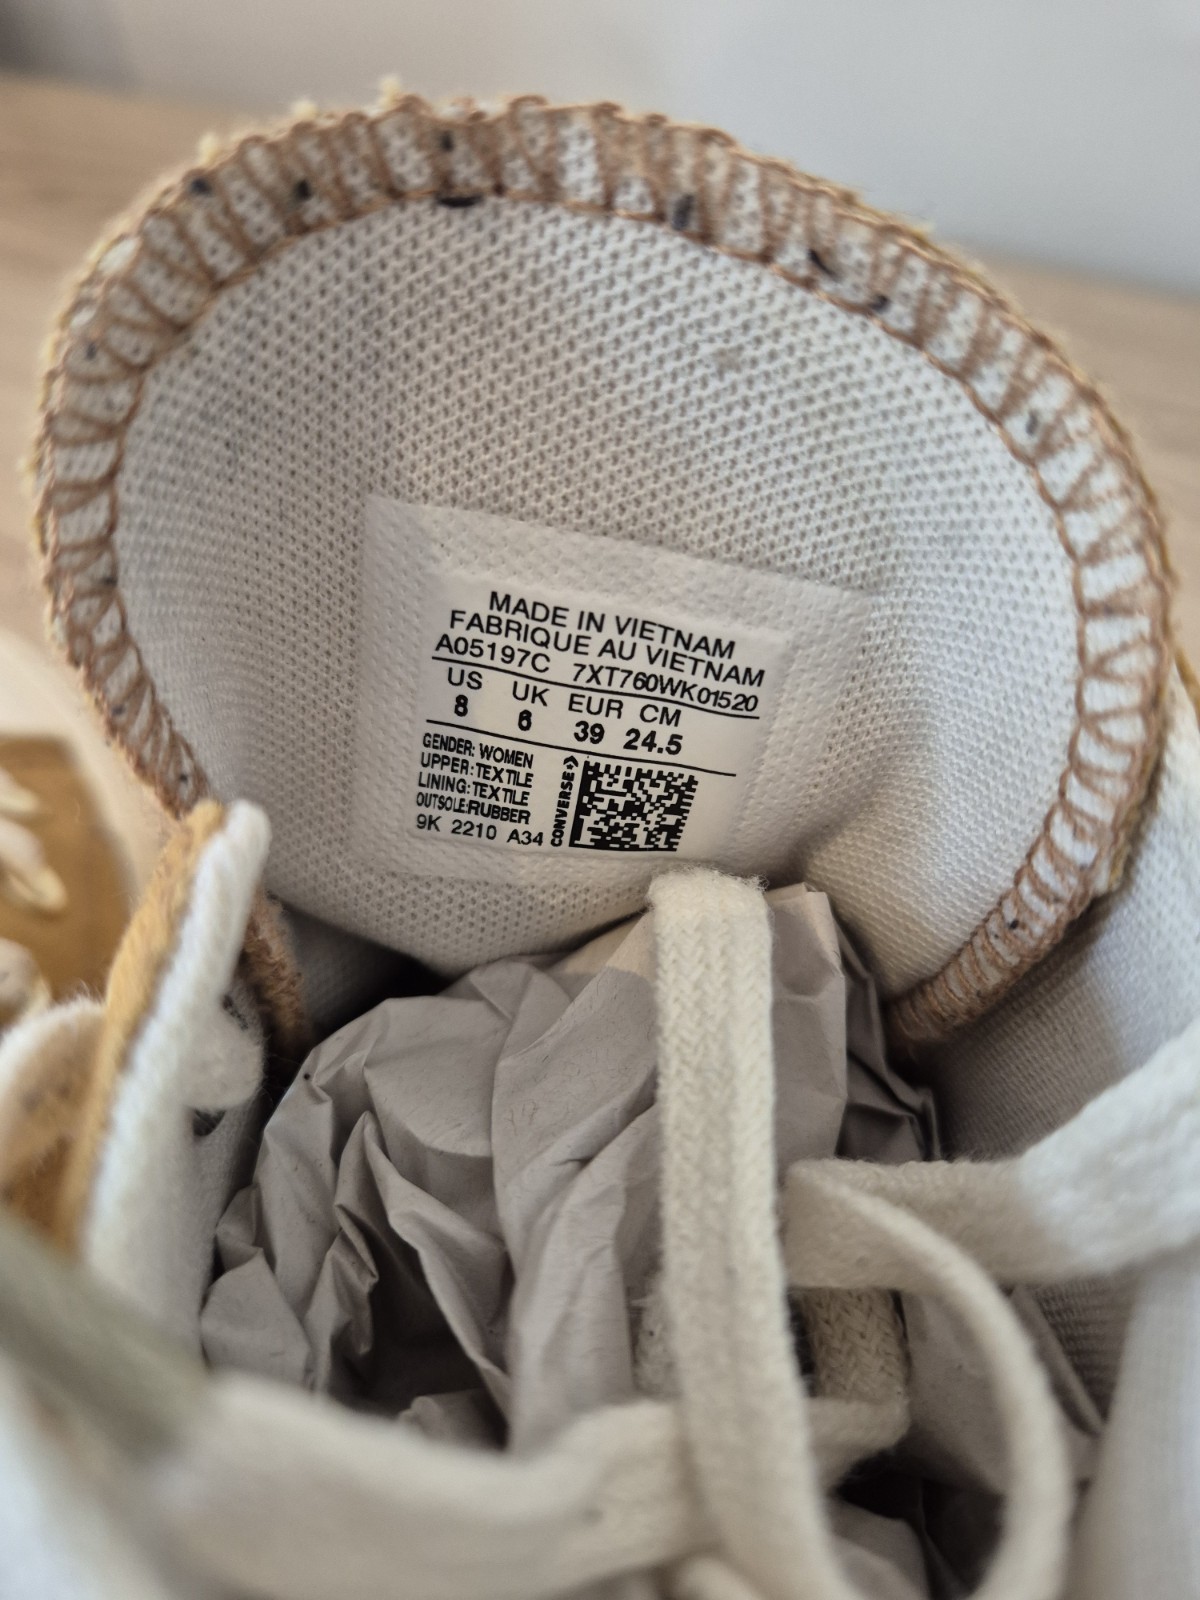 MADE IN VIETNAM
FABRIQUE AU VIETNAM
A05197C 7XT760WK01520
US UK EUR CM
8 6 39 24.5
GENDER: WOMEN
UPPER: TEXTILE
LINING: TEXTILE
OUTSOLE:RUBBER
9K 2210 A34
CONVERSE